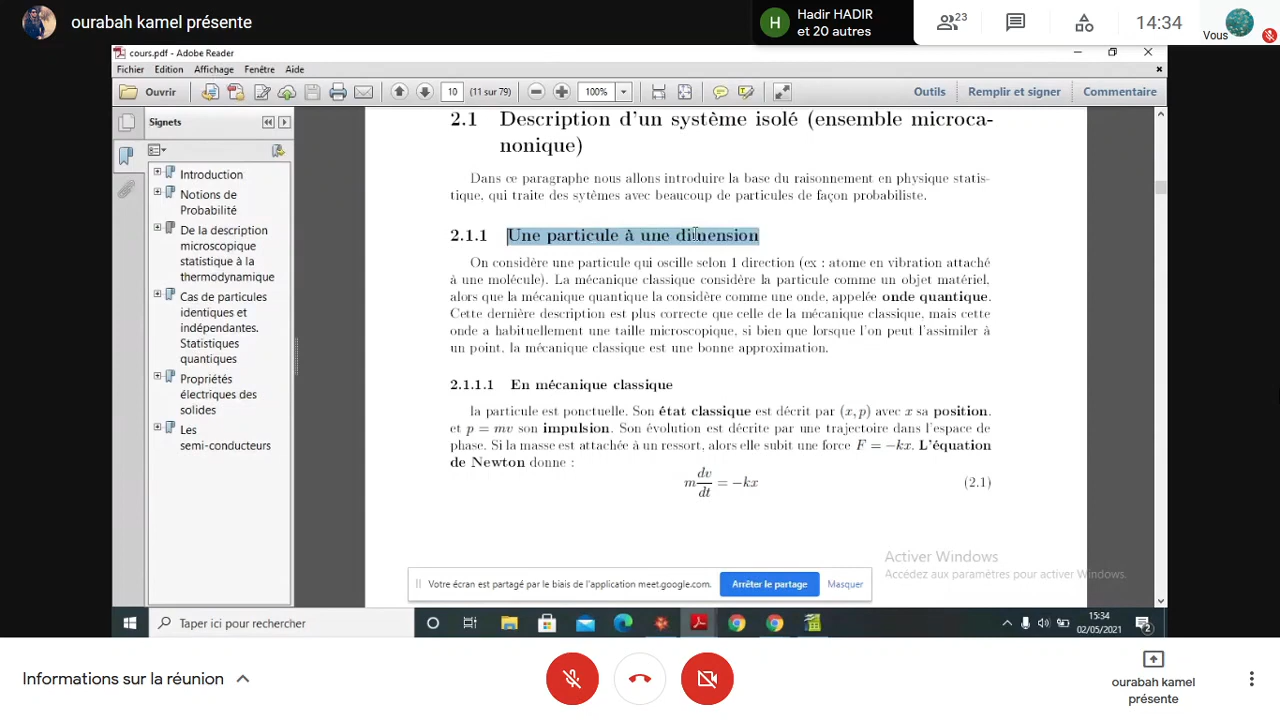 ourabah kamel présente
H
Hadir HADIR
et 20 autres
23
14:34
Vous
cours.pdf - Adobe Reader
Fichier Edition Affichage Fenêtre Aide
Ouvrir
10 (11 sur 79)
100%
Outils
Remplir et signer
Commentaire
Signets
Introduction
Notions de
Probabilité
De la description
microscopique
statistique à la
thermodynamique
Cas de particules
identiques et
indépendantes.
Statistiques
quantiques
Propriétés
électriques des
solides
Les
semi-conducteurs
2.1 Description d'un système isolé (ensemble microca-
nonique)
Dans ce paragraphe nous allons introduire la base du raisonnement en physique statis-
tique, qui traite des sytèmes avec beaucoup de particules de façon probabiliste.
2.1.1 Une particule à une dimension
On considère une particule qui oscille selon 1 direction (ex : atome en vibration attaché
à une molécule). La mécanique classique considère la particule comme un objet matériel,
alors que la mécanique quantique la considère comme une onde, appelée onde quantique.
Cette dernière description est plus correcte que celle de la mécanique classique, mais cette
onde a habituellement une taille microscopique, si bien que lorsque l'on peut l'assimiler à
un point, la mécanique classique est une bonne approximation.
2.1.1.1 En mécanique classique
la particule est ponctuelle. Son état classique est décrit par (x, p) avec x sa position,
et p = mv son impulsion. Son évolution est décrite par une trajectoire dans l'espace de
phase. Si la masse est attachée à un ressort, alors elle subit une force F = −kx. L'équation
de Newton donne :
m dv/dt = −kx (2.1)
Activer Windows
Accédez aux paramètres pour activer Windows.
Votre écran est partagé par le biais de l'application meet.google.com.
Arrêter le partage
Masquer
Taper ici pour rechercher
15:34
02/05/2021
2
Informations sur la réunion
ourabah kamel
présente